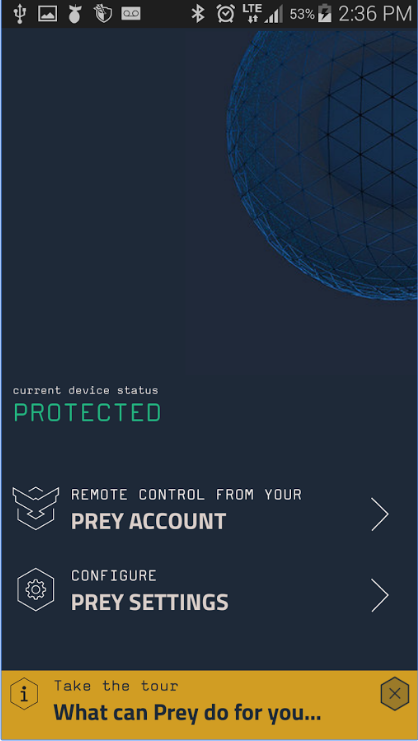 LTE 53% 2:36 PM
current device status
PROTECTED
REMOTE CONTROL FROM YOUR
PREY ACCOUNT
CONFIGURE
PREY SETTINGS
Take the tour
What can Prey do for you...